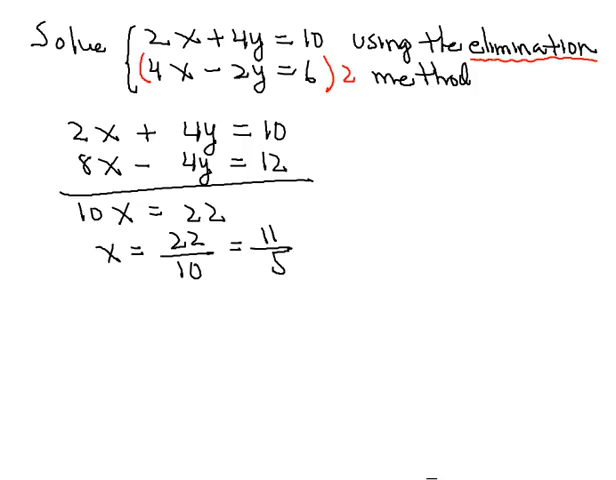 Solve { 2x + 4y = 10 using the elimination
(4x - 2y = 6)2 method
2x + 4y = 10
8x - 4y = 12
10x = 22
x = 22/10 = 11/5